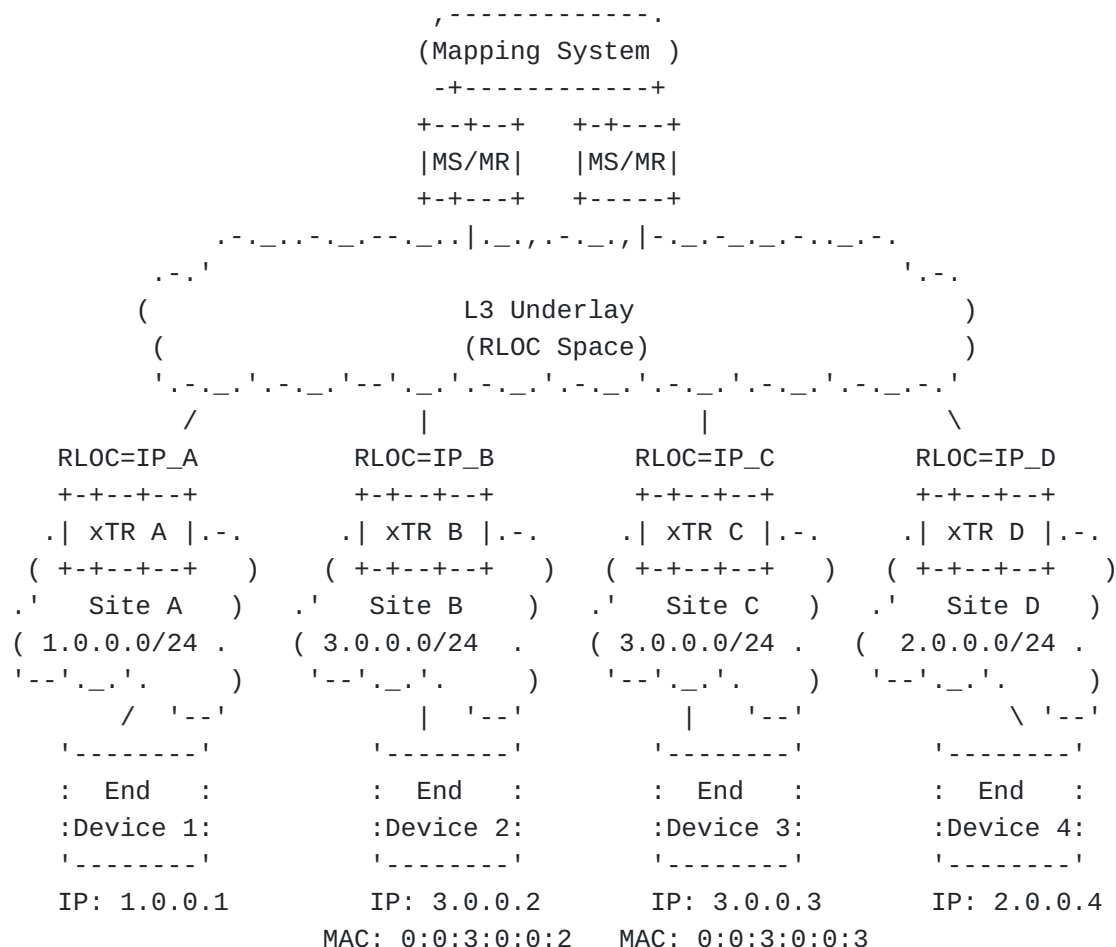 ,-------------.
                          (Mapping System )
                           -+------------+
                          +--+--+   +-+---+
                          |MS/MR|   |MS/MR|
                          +-+---+   +-----+
             .-._..-._.--._..|._.,.-._.,|-._.-_._.-.._.-.
         .-.'                                            '.-.
        (                    L3 Underlay                     )
         (                   (RLOC Space)                    )
         '.-._.'.-._.'--'._.'.-._.'.-._.'.-._.'.-._.'.-._.-.'
           /              |                 |               \
   RLOC=IP_A          RLOC=IP_B         RLOC=IP_C         RLOC=IP_D
   +-+--+--+          +-+--+--+         +-+--+--+         +-+--+--+
  .| xTR A |.-.      .| xTR B |.-.     .| xTR C |.-.     .| xTR D |.-.
 ( +-+--+--+   )    ( +-+--+--+   )   ( +-+--+--+   )   ( +-+--+--+   )
.'   Site A   )   .'   Site B     )  .'   Site C   )   .'   Site D   )
( 1.0.0.0/24 .    ( 3.0.0.0/24  .    ( 3.0.0.0/24 .    (  2.0.0.0/24 .
'--'._.'.     )    '--'._.'.     )    '--'._.'.    )   '--'._.'.     )
       /  '--'            |  '--'          |   '--'             \ '--'
   '--------'          '--------'       '--------'        '--------'
   :  End   :          :  End   :       :  End   :        :  End   :
   :Device 1:          :Device 2:       :Device 3:        :Device 4:
   '--------'          '--------'       '--------'        '--------'
   IP: 1.0.0.1         IP: 3.0.0.2      IP: 3.0.0.3       IP: 2.0.0.4
                    MAC: 0:0:3:0:0:2   MAC: 0:0:3:0:0:3